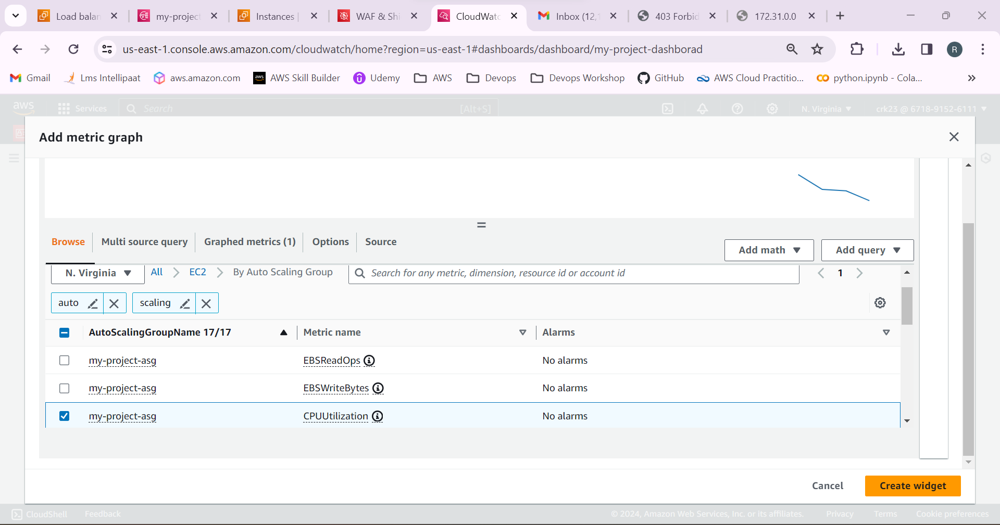 Load balan
my-project
Instances |
WAF & Shi
CloudWatc
Inbox (12,1
403 Forbid
172.31.0.0
us-east-1.console.aws.amazon.com/cloudwatch/home?region=us-east-1#dashboards/dashboard/my-project-dashborad
R
Gmail
Lms Intellipaat
aws.amazon.com
aws
AWS Skill Builder
Udemy
AWS
Devops
Devops Workshop
GitHub
AWS Cloud Practitio...
python.ipynb - Cola...
aws
Services
Search
[Alt+S]
N. Virginia
crk23 @ 6718-9152-6111
Add metric graph
Browse
Multi source query
Graphed metrics (1)
Options
Source
Add math
Add query
N. Virginia
All
EC2
By Auto Scaling Group
Search for any metric, dimension, resource id or account id
1
auto
scaling
AutoScalingGroupName 17/17
Metric name
Alarms
my-project-asg
EBSReadOps
No alarms
my-project-asg
EBSWriteBytes
No alarms
my-project-asg
CPUUtilization
No alarms
Cancel
Create widget
CloudShell
Feedback
© 2024, Amazon Web Services, Inc. or its affiliates.
Privacy
Terms
Cookie preferences